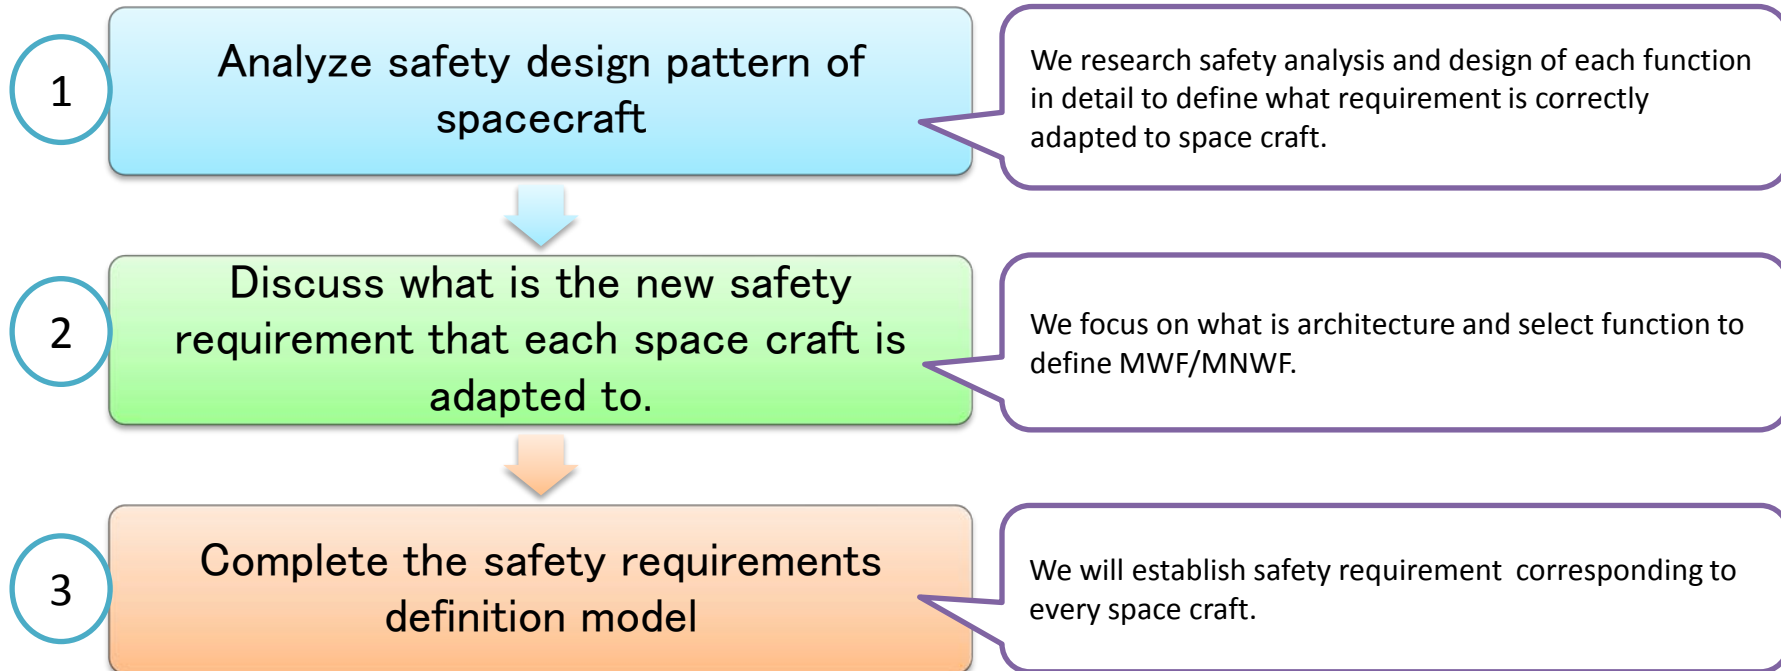 1
Analyze safety design pattern of
spacecraft
We research safety analysis and design of each function
in detail to define what requirement is correctly
adapted to space craft.
2
Discuss what is the new safety
requirement that each space craft is
adapted to.
We focus on what is architecture and select function to
define MWF/MNWF.
3
Complete the safety requirements
definition model
We will establish safety requirement  corresponding to
every space craft.